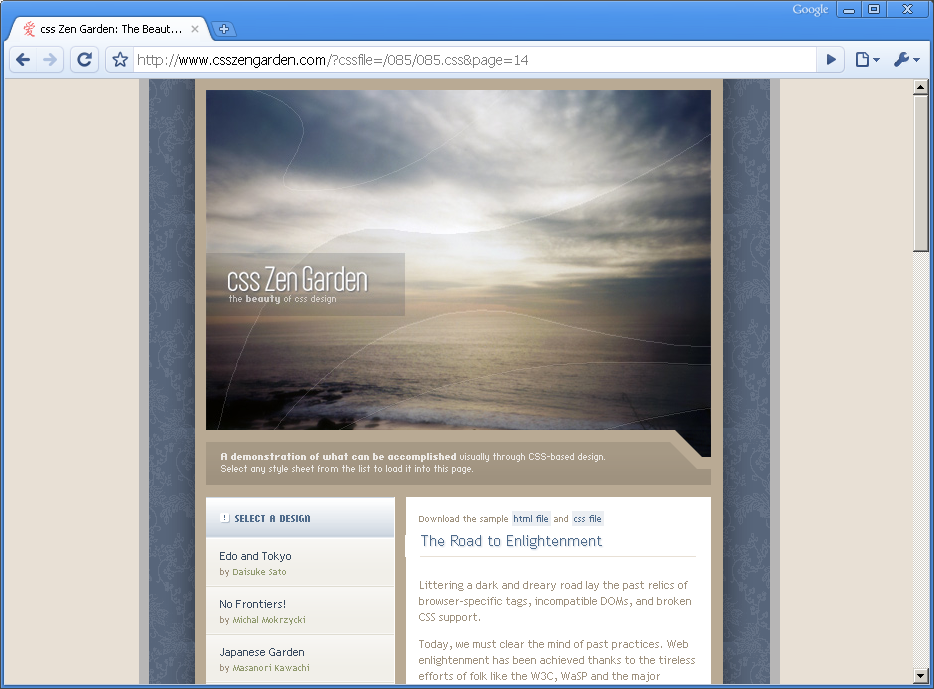 Google
css Zen Garden: The Beaut...
http://www.csszengarden.com/?cssfile=/085/085.css&page=14
css Zen Garden
the beauty of css design
A demonstration of what can be accomplished visually through CSS-based design.
Select any style sheet from the list to load it into this page.
SELECT A DESIGN
Edo and Tokyo
by Daisuke Sato
No Frontiers!
by Michal Mokrzycki
Japanese Garden
by Masanori Kawachi
Download the sample html file and css file
The Road to Enlightenment
Littering a dark and dreary road lay the past relics of
browser-specific tags, incompatible DOMs, and broken
CSS support.
Today, we must clear the mind of past practices. Web
enlightenment has been achieved thanks to the tireless
efforts of folk like the W3C, WaSP and the major